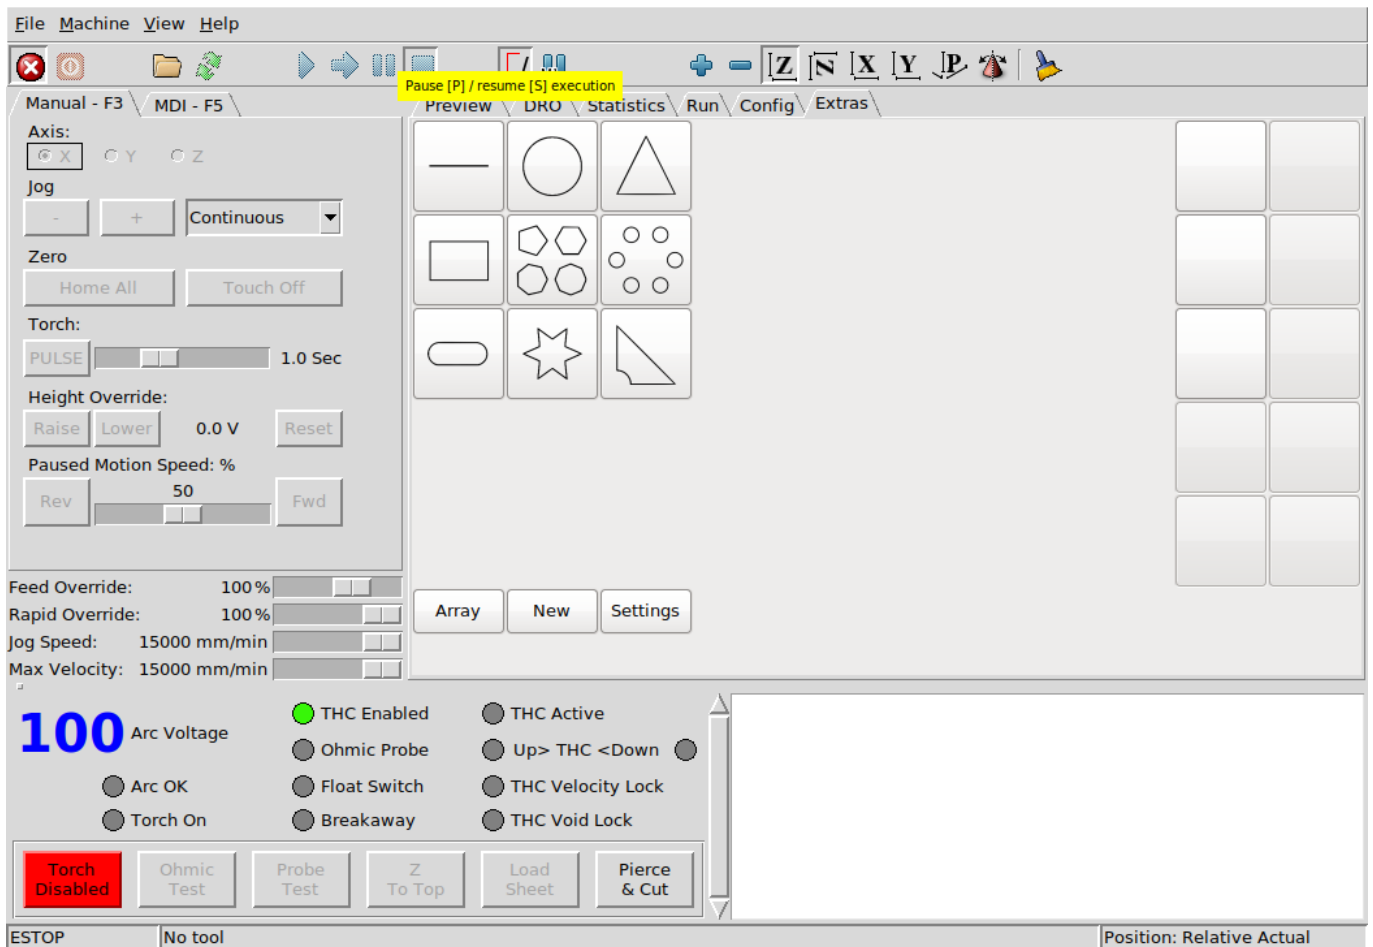 File Machine View Help
Z N X Y P
Pause [P] / resume [S] execution
Manual - F3 MDI - F5
Preview DRO Statistics Run Config Extras
Axis:
X Y Z
Jog
- + Continuous
Zero
Home All Touch Off
Torch:
PULSE 1.0 Sec
Height Override:
Raise Lower 0.0 V Reset
Paused Motion Speed: %
Rev 50 Fwd
Feed Override: 100%
Rapid Override: 100%
Jog Speed: 15000 mm/min
Max Velocity: 15000 mm/min
Array New Settings
100 Arc Voltage
Arc OK
Torch On
THC Enabled
Ohmic Probe
Float Switch
Breakaway
THC Active
Up> THC <Down
THC Velocity Lock
THC Void Lock
Torch
Disabled
Ohmic
Test
Probe
Test
Z
To Top
Load
Sheet
Pierce
& Cut
ESTOP No tool Position: Relative Actual